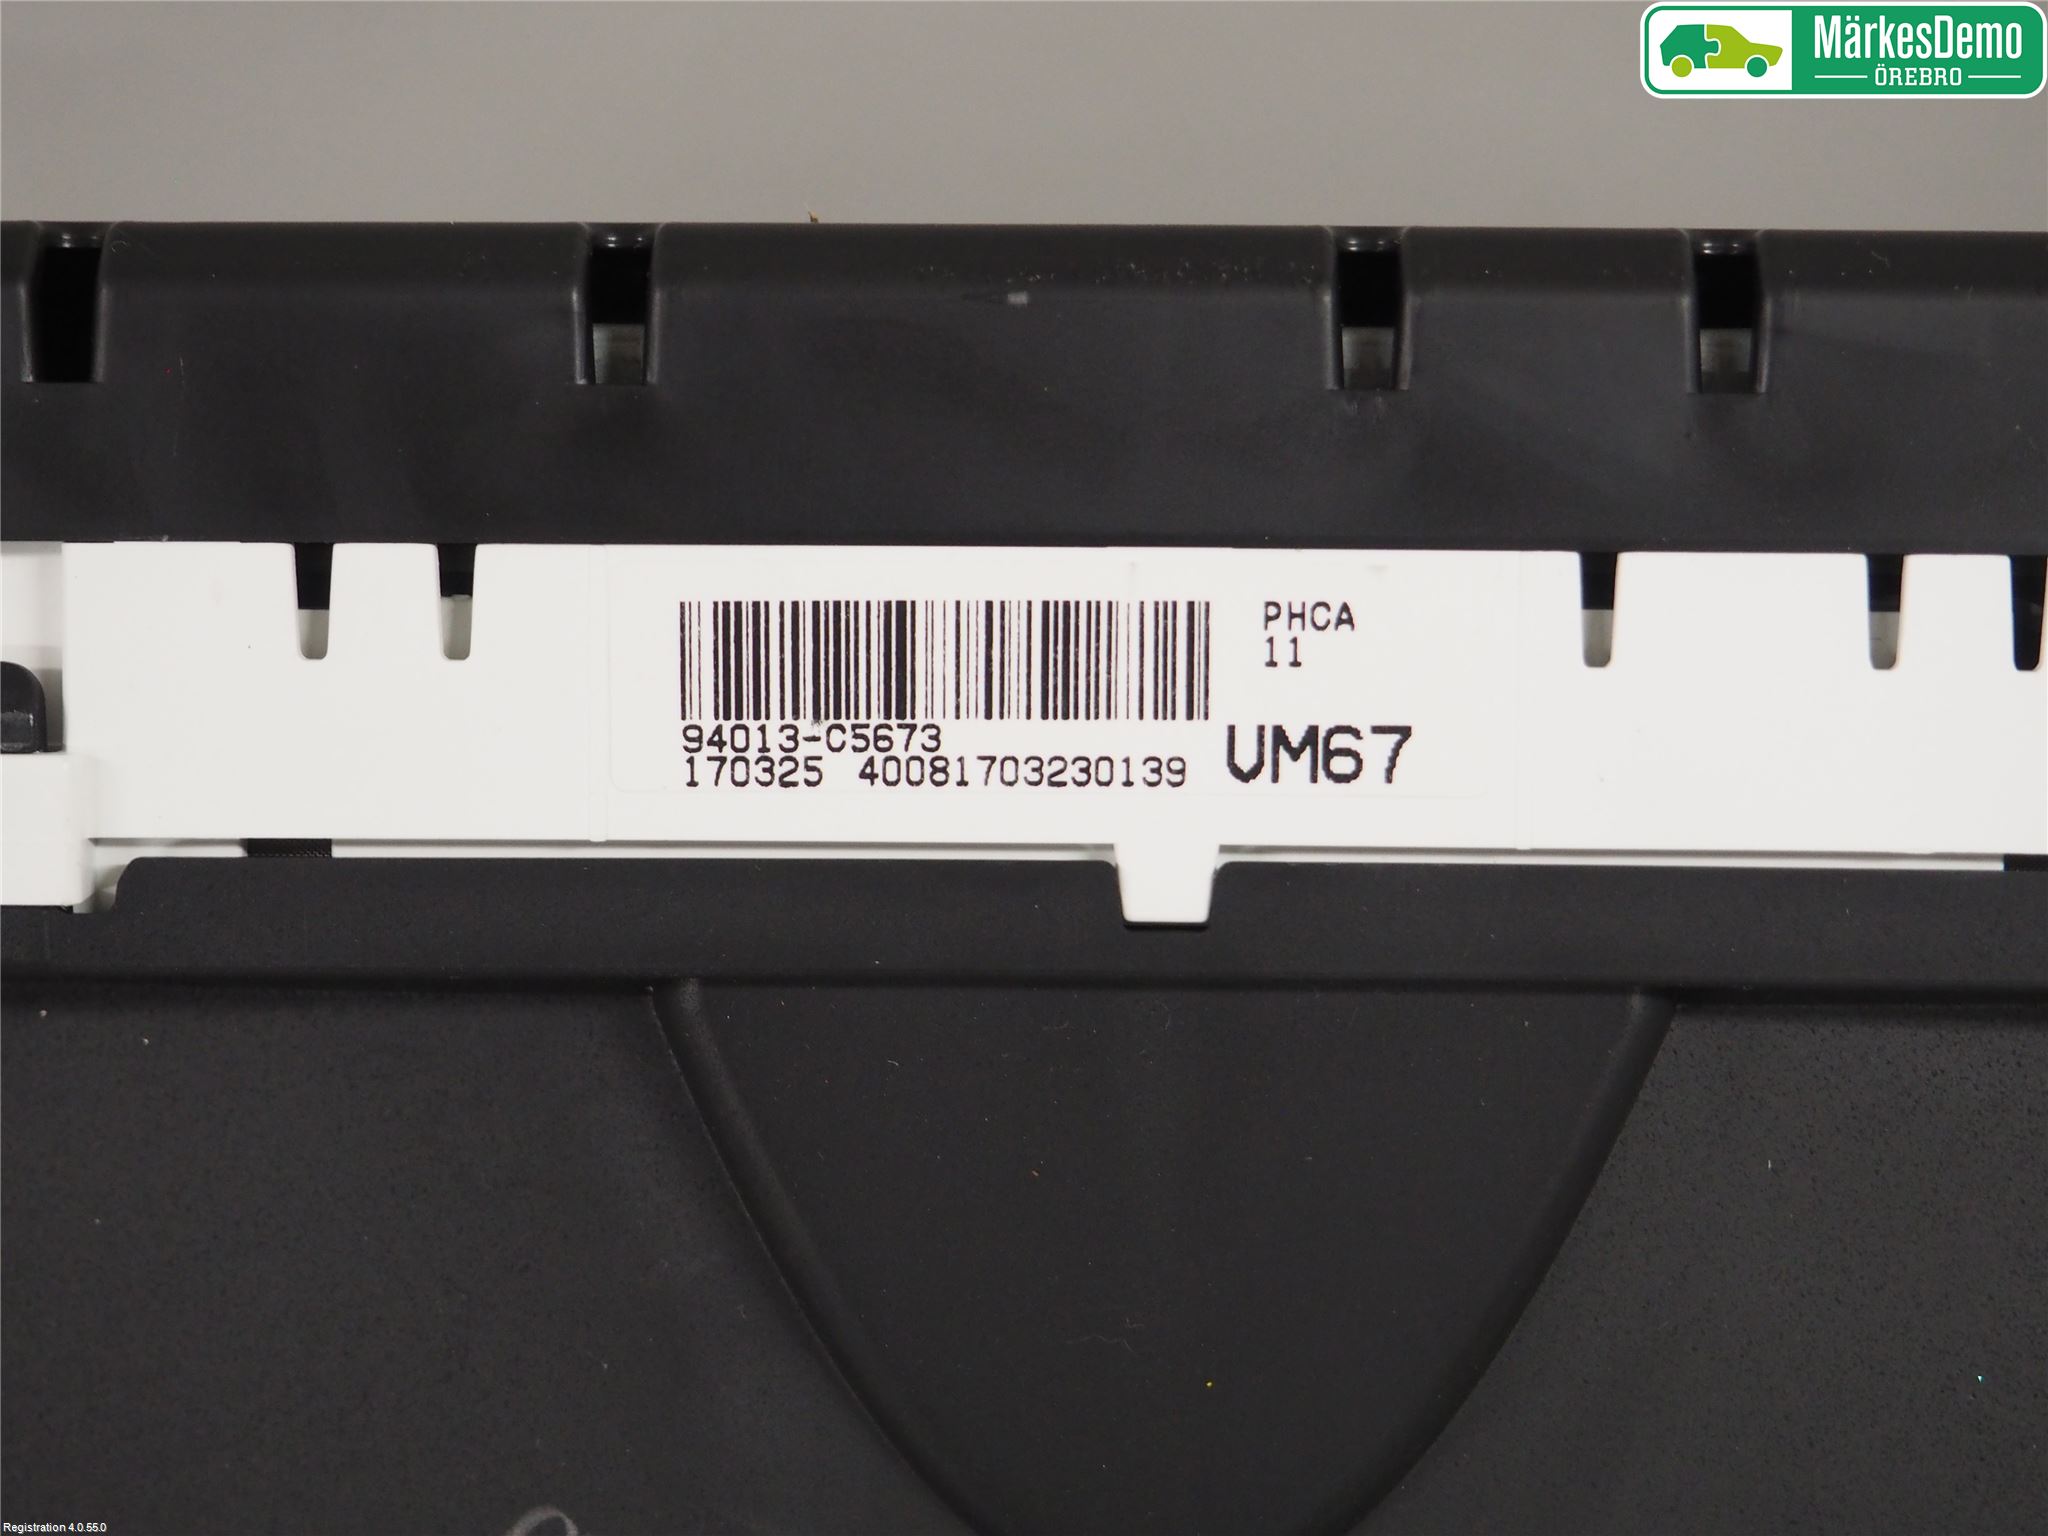 MärkesDemo
ÖREBRO
PHCA
11
94013-C5673
170325 40081703230139
VM67
Registration 4.0.55.0